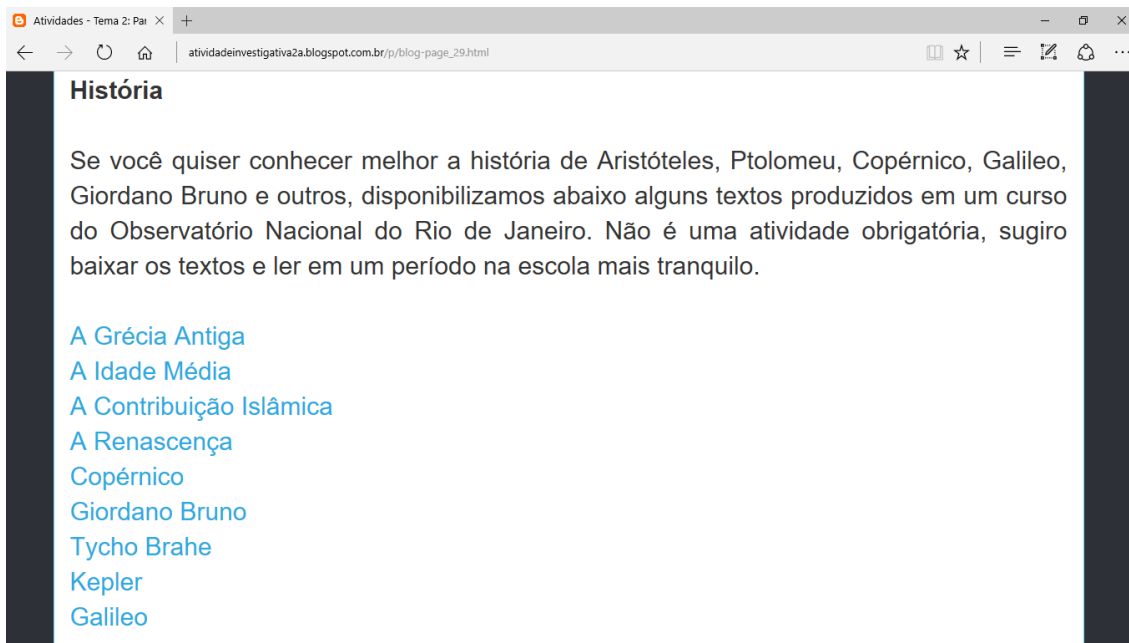 Atividades - Tema 2: Par
atividadeinvestigativa2a.blogspot.com.br/p/blog-page_29.html
História
Se você quiser conhecer melhor a história de Aristóteles, Ptolomeu, Copérnico, Galileo,
Giordano Bruno e outros, disponibilizamos abaixo alguns textos produzidos em um curso
do Observatório Nacional do Rio de Janeiro. Não é uma atividade obrigatória, sugiro
baixar os textos e ler em um período na escola mais tranquilo.
A Grécia Antiga
A Idade Média
A Contribuição Islâmica
A Renascença
Copérnico
Giordano Bruno
Tycho Brahe
Kepler
Galileo